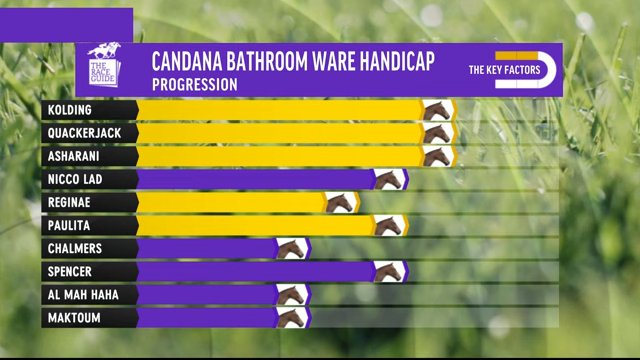 THE
RACE
GUIDE
CANDANA BATHROOM WARE HANDICAP
PROGRESSION
THE KEY FACTORS
KOLDING
QUACKERJACK
ASHARANI
NICCO LAD
REGINAE
PAULITA
CHALMERS
SPENCER
AL MAH HAHA
MAKTOUM